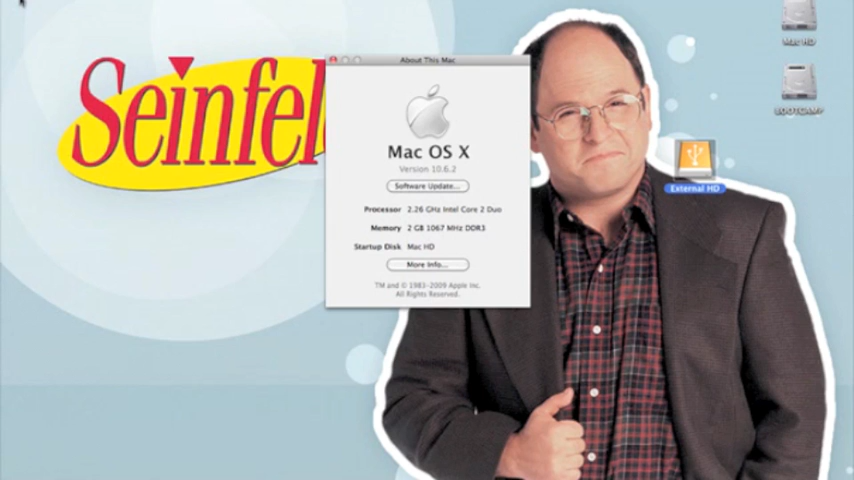 Mac HD
Seinfel
About This Mac
BOOTCAMP
Mac OS X
Version 10.6.2
Software Update...
External HD
Processor 2.26 GHz Intel Core 2 Duo
Memory 2 GB 1067 MHz DDR3
Startup Disk Mac HD
More Info...
TM and © 1983-2009 Apple Inc.
All Rights Reserved.